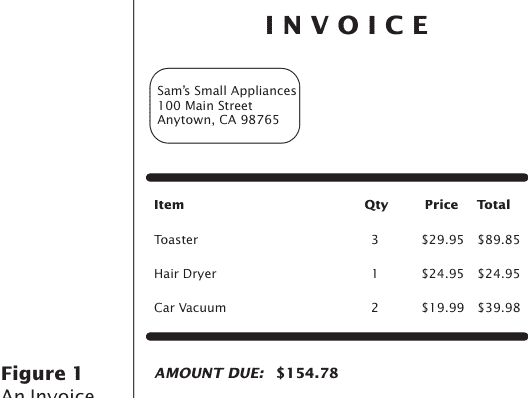 INVOICE
Sam's Small Appliances
100 Main Street
Anytown, CA 98765
Item Qty Price Total
Toaster 3 $29.95 $89.85
Hair Dryer 1 $24.95 $24.95
Car Vacuum 2 $19.99 $39.98
AMOUNT DUE: $154.78
Figure 1
An Invoice